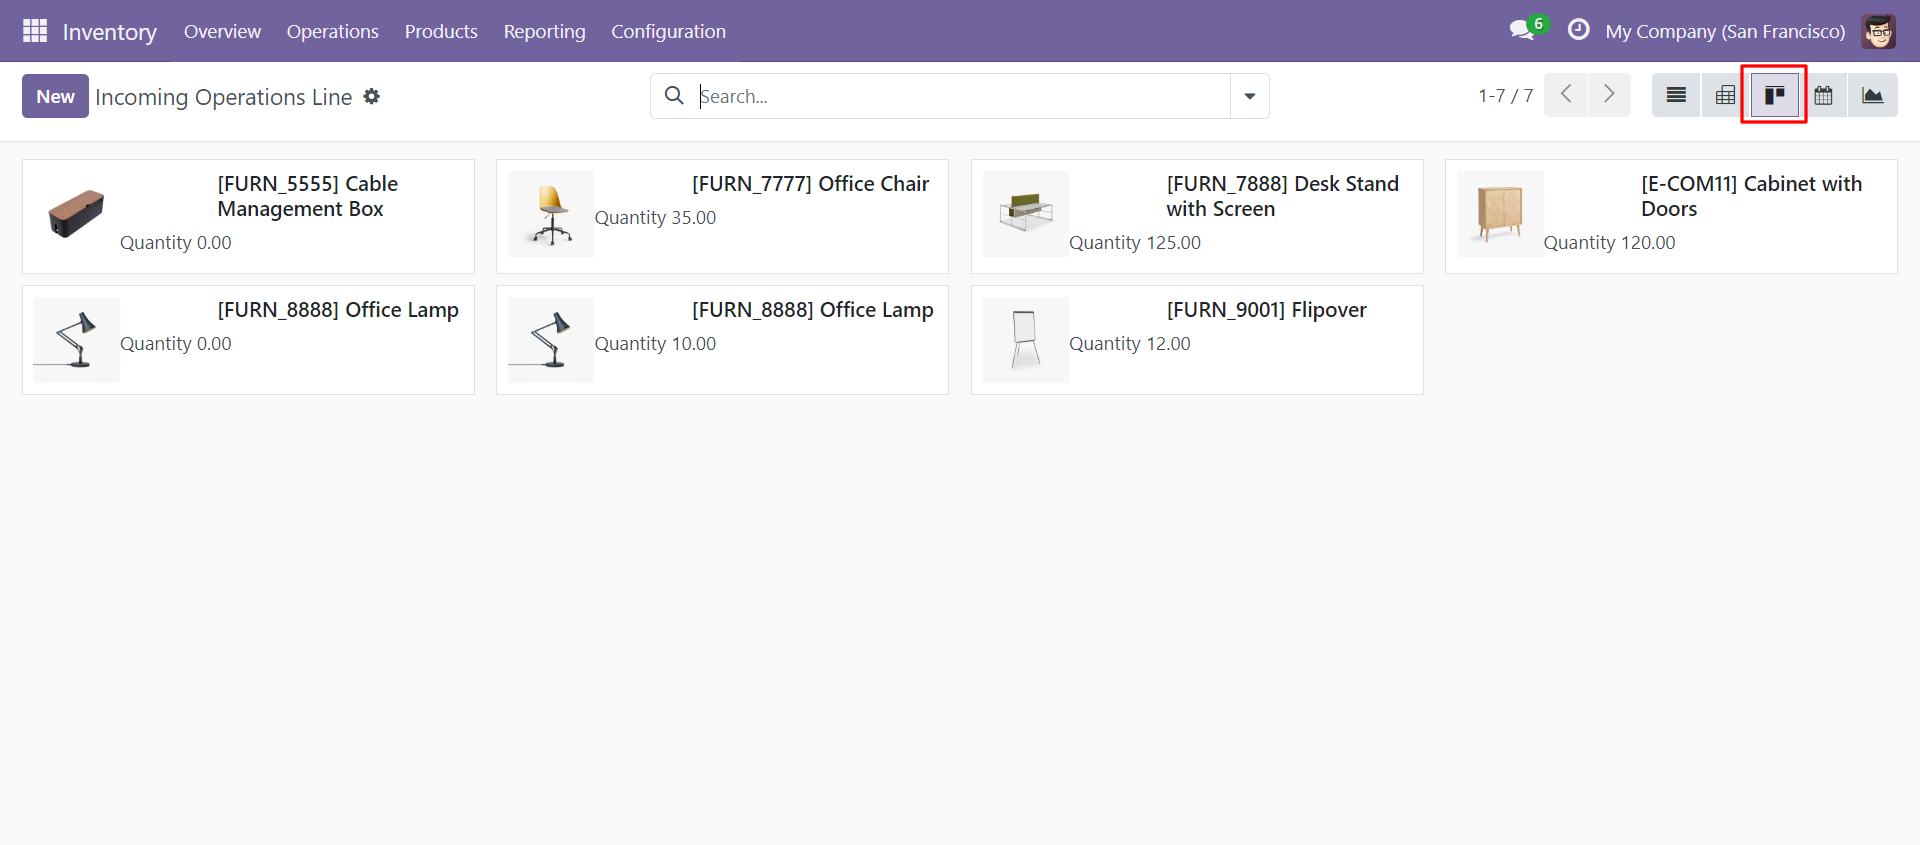 Inventory Overview Operations Products Reporting Configuration 6 My Company (San Francisco)
New Incoming Operations Line Search... 1-7 / 7
[FURN_5555] Cable
Management Box
Quantity 0.00
[FURN_7777] Office Chair
Quantity 35.00
[FURN_7888] Desk Stand
with Screen
Quantity 125.00
[E-COM11] Cabinet with
Doors
Quantity 120.00
[FURN_8888] Office Lamp
Quantity 0.00
[FURN_8888] Office Lamp
Quantity 10.00
[FURN_9001] Flipover
Quantity 12.00